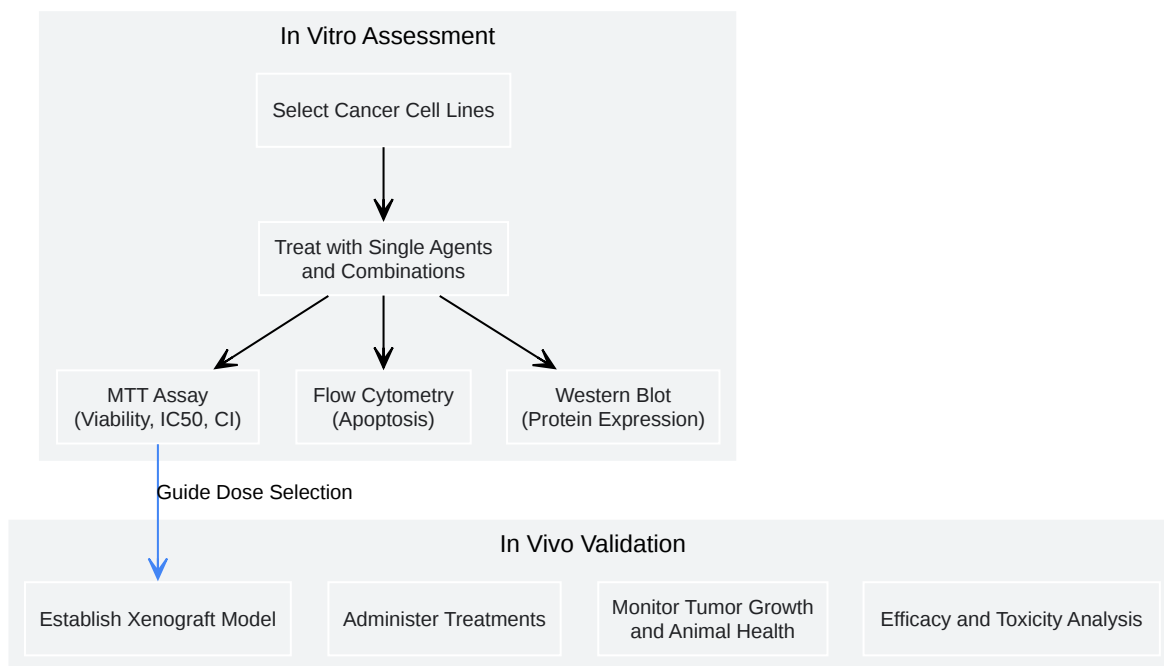 In Vitro Assessment
Select Cancer Cell Lines
Treat with Single Agents
and Combinations
MTT Assay
(Viability, IC50, CI)
Flow Cytometry
(Apoptosis)
Western Blot
(Protein Expression)
Guide Dose Selection
In Vivo Validation
Establish Xenograft Model
Administer Treatments
Monitor Tumor Growth
and Animal Health
Efficacy and Toxicity Analysis